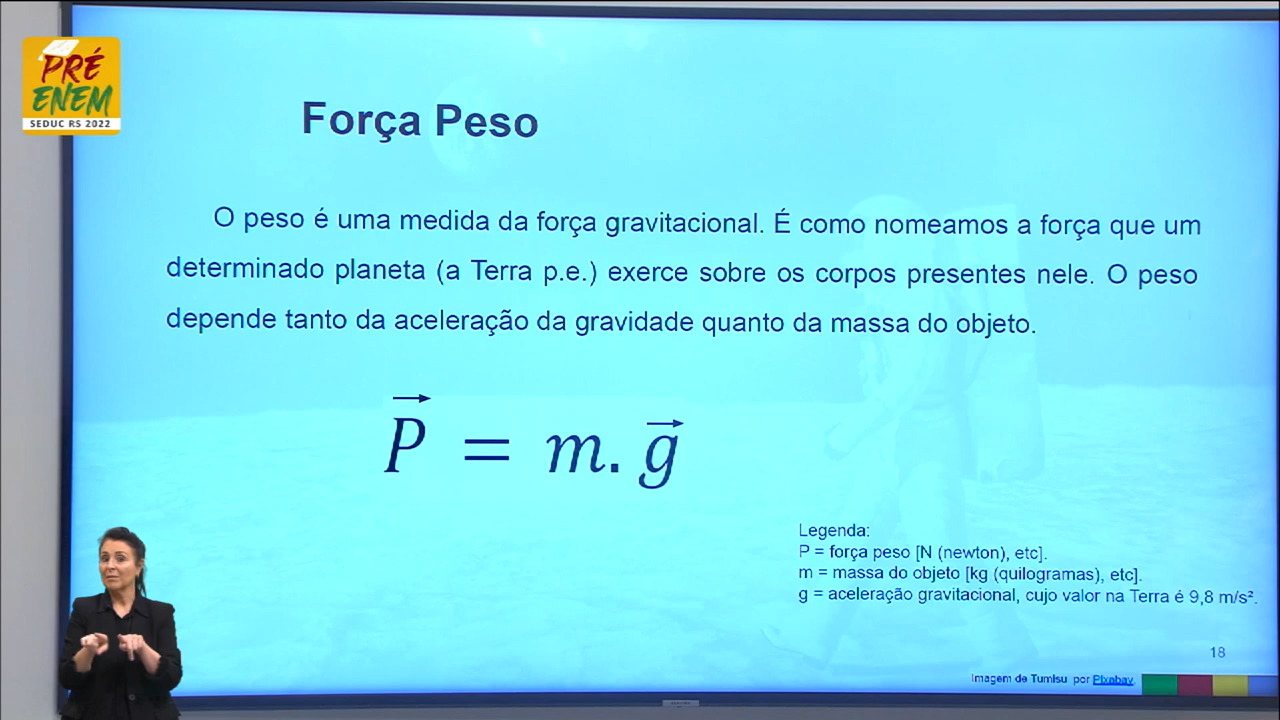 PRÉ
ENEM
SEDUC RS 2022
Força Peso
O peso é uma medida da força gravitacional. É como nomeamos a força que um
determinado planeta (a Terra p.e.) exerce sobre os corpos presentes nele. O peso
depende tanto da aceleração da gravidade quanto da massa do objeto.
P = m. g
Legenda:
P = força peso [N (newton), etc].
m = massa do objeto [kg (quilogramas), etc].
g = aceleração gravitacional, cujo valor na Terra é 9,8 m/s².
18
Imagem de Tumisu por Pixabay.